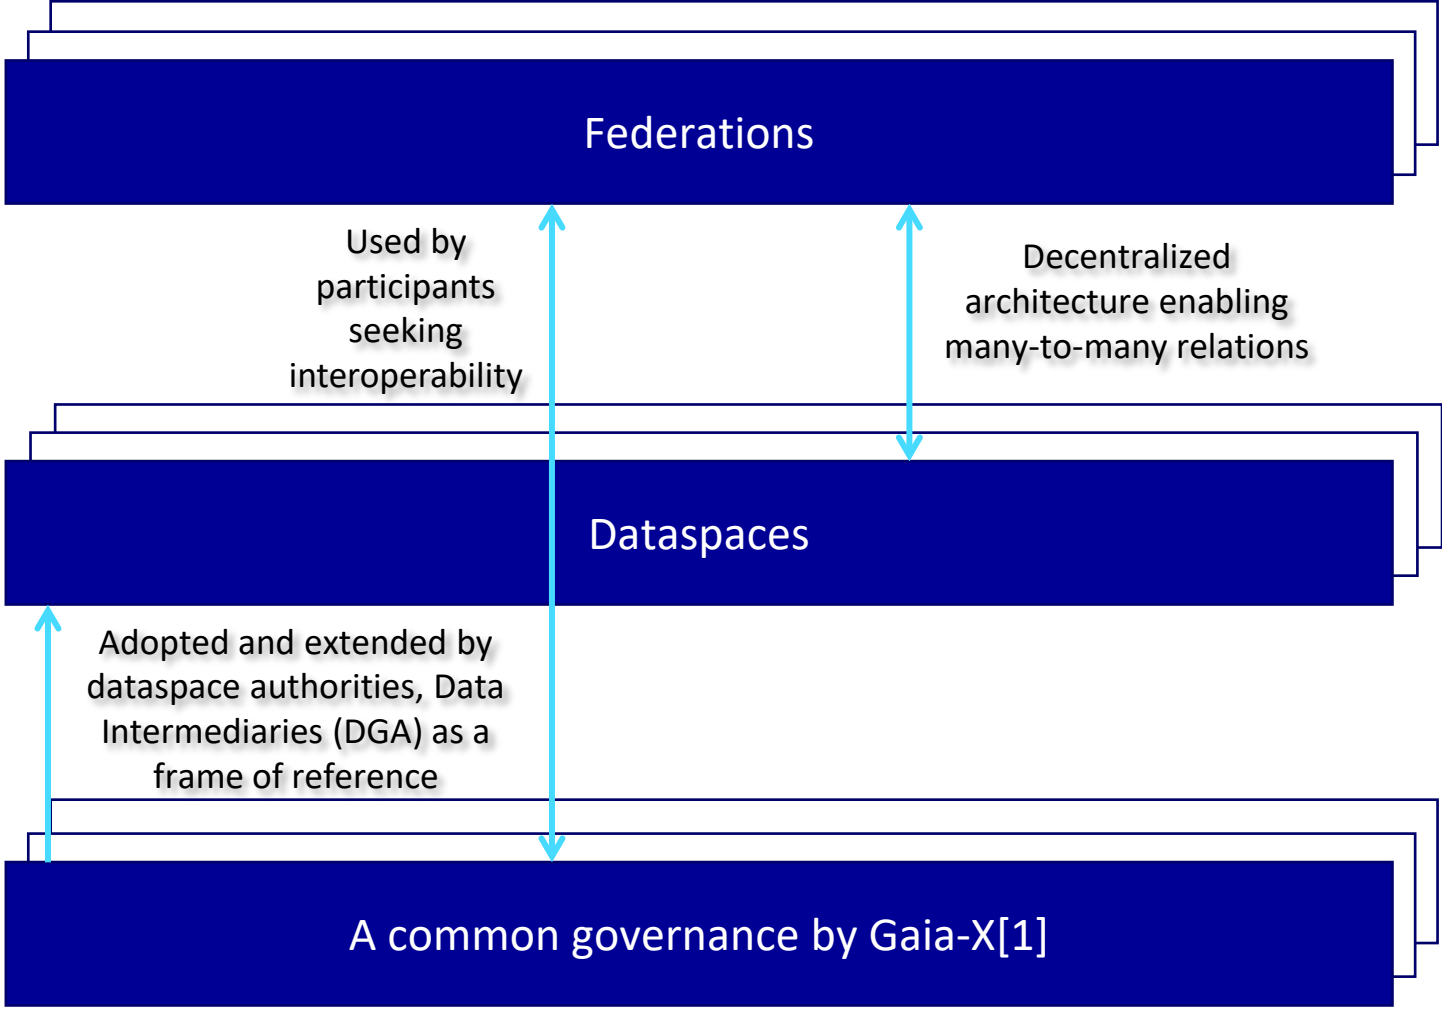 Federations
Used by
participants
seeking
interoperability
Decentralized
architecture enabling
many-to-many relations
Dataspaces
Adopted and extended by
dataspace authorities, Data
Intermediaries (DGA) as a
frame of reference
A common governance by Gaia-X[1]